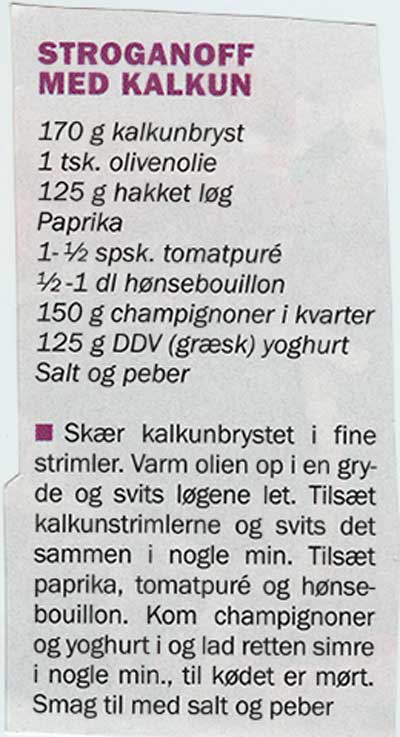 STROGANOFF
MED KALKUN
170 g kalkunbryst
1 tsk. olivenolie
125 g hakket løg
Paprika
1-½ spsk. tomatpuré
½-1 dl hønsebouillon
150 g champignoner i kvarter
125 g DDV (græsk) yoghurt
Salt og peber
■ Skær kalkunbrystet i fine
strimler. Varm olien op i en gry-
de og svits løgene let. Tilsæt
kalkunstrimlerne og svits det
sammen i nogle min. Tilsæt
paprika, tomatpuré og hønse-
bouillon. Kom champignoner
og yoghurt i og lad retten simre
i nogle min., til kødet er mørt.
Smag til med salt og peber